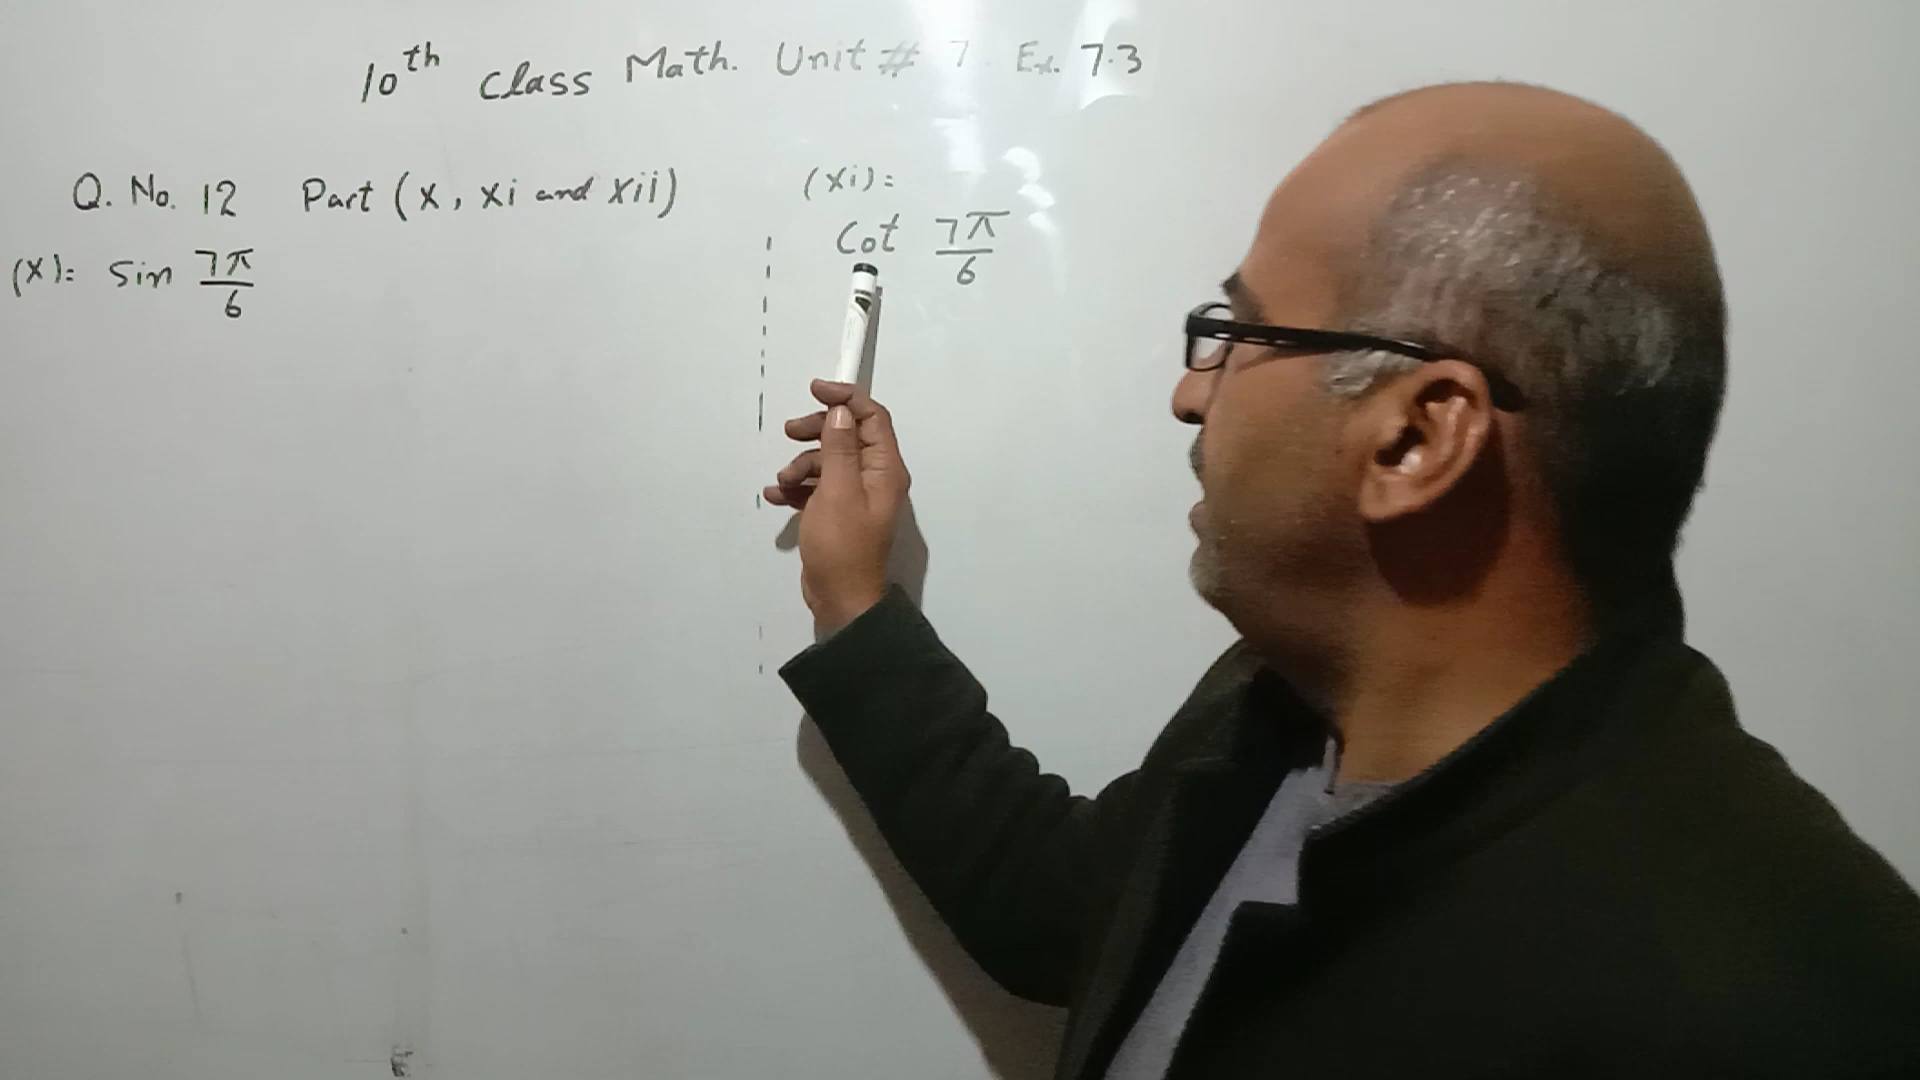 10th class Math. Unit # 7. Ex. 7.3
Q. No. 12 Part (x, xi and xii)
(x): Sin 7π/6
(xi):
Cot 7π/6